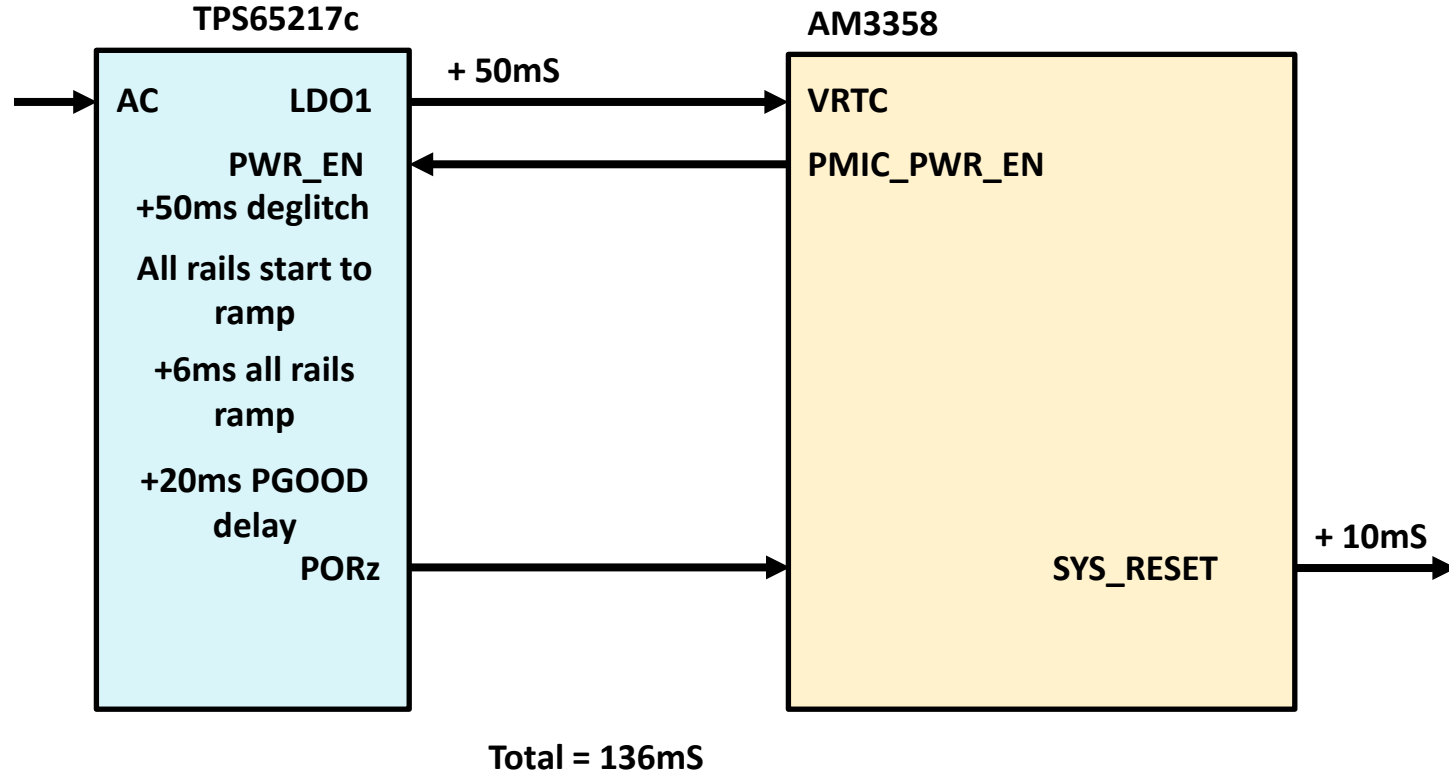 TPS65217c
AM3358
+ 50mS
AC
LDO1
VRTC
PWR_EN
PMIC_PWR_EN
+50ms deglitch
All rails start to
ramp
+6ms all rails
ramp
+20ms PGOOD
delay
PORz
SYS_RESET
+ 10mS
Total = 136mS